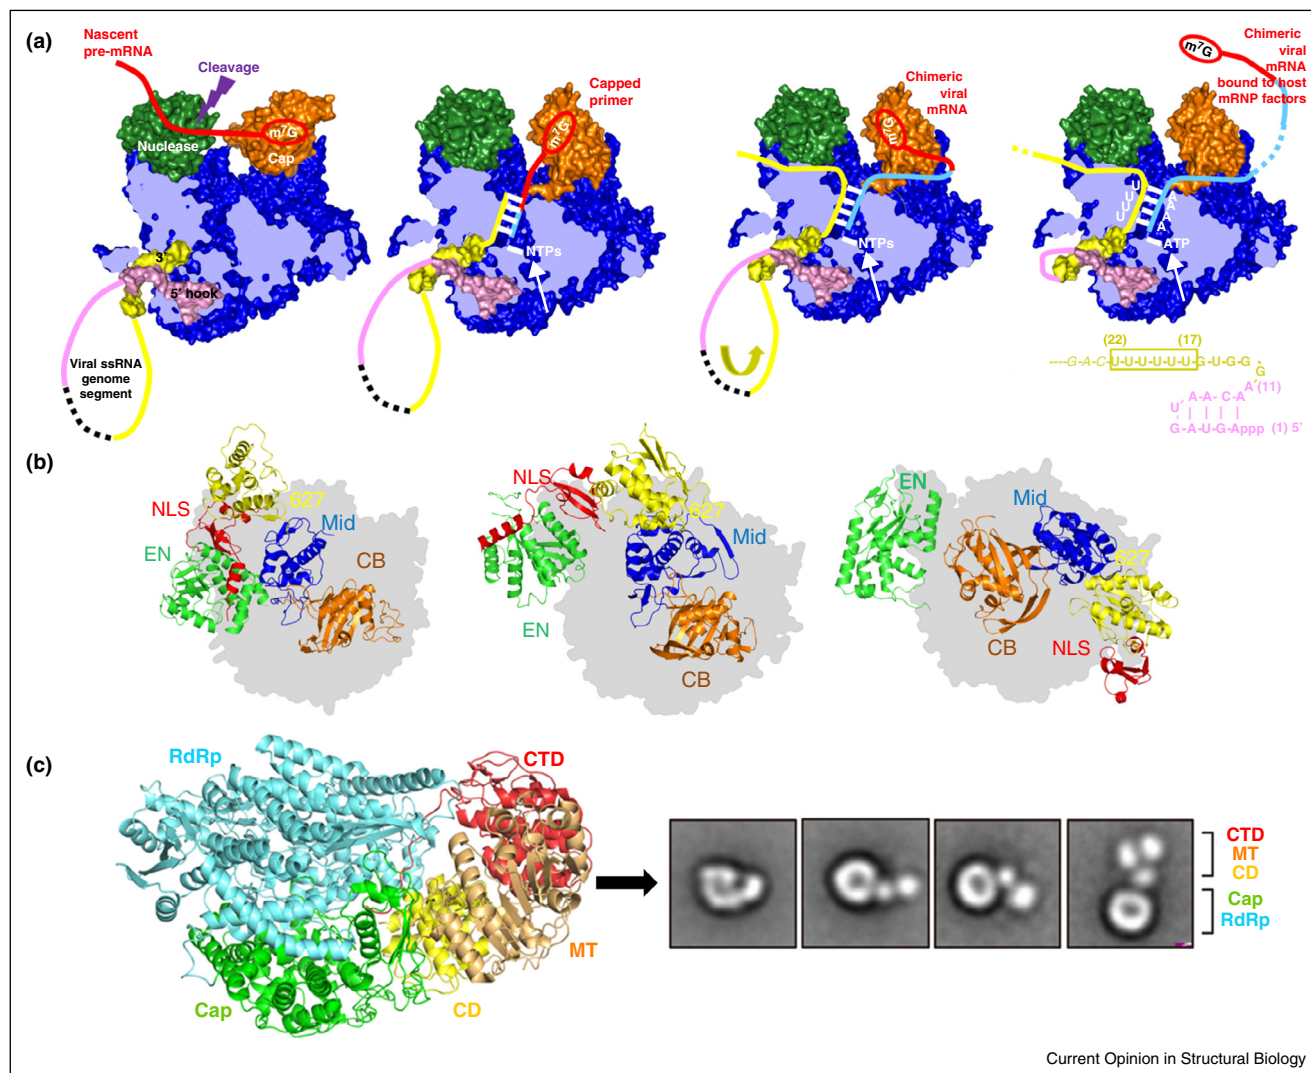 (a)
Nascent
pre-mRNA
Cleavage
Nuclease
m7G
Cap
3'
5' hook
Viral ssRNA
genome
segment
Capped
primer
m7G
NTPs
Chimeric
viral
mRNA
m7G
NTPs
Chimeric
viral
mRNA
bound to host
mRNP factors
m7G
U
U
U
U
A
A
A
A
ATP
(22) (17)
----G-A-C-U-U-U-U-U-U-G-U-G-G
G
A (11)
U A-A-C-A
G-A-U-G-Appp (1) 5'
(b)
NLS
627
Mid
EN
CB
NLS
627
Mid
EN
CB
EN
Mid
627
CB
NLS
(c)
RdRp
CTD
MT
CD
Cap
CTD
MT
CD
Cap
RdRp
Current Opinion in Structural Biology